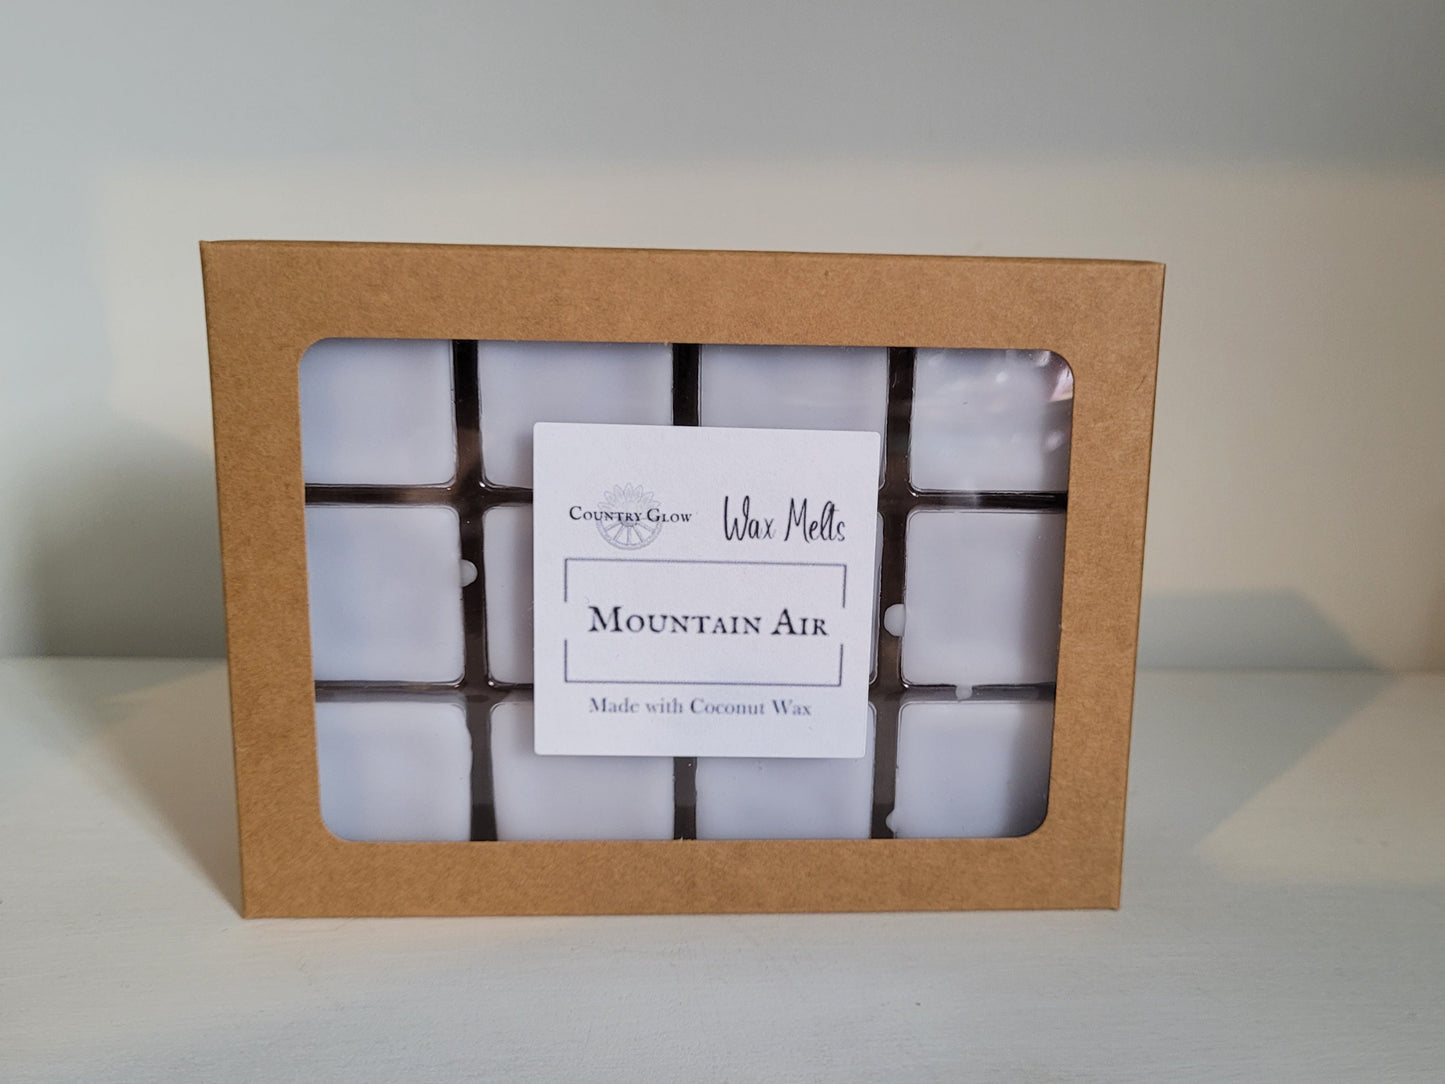 Country Glow
Wax Melts
Mountain Air
Made with Coconut Wax